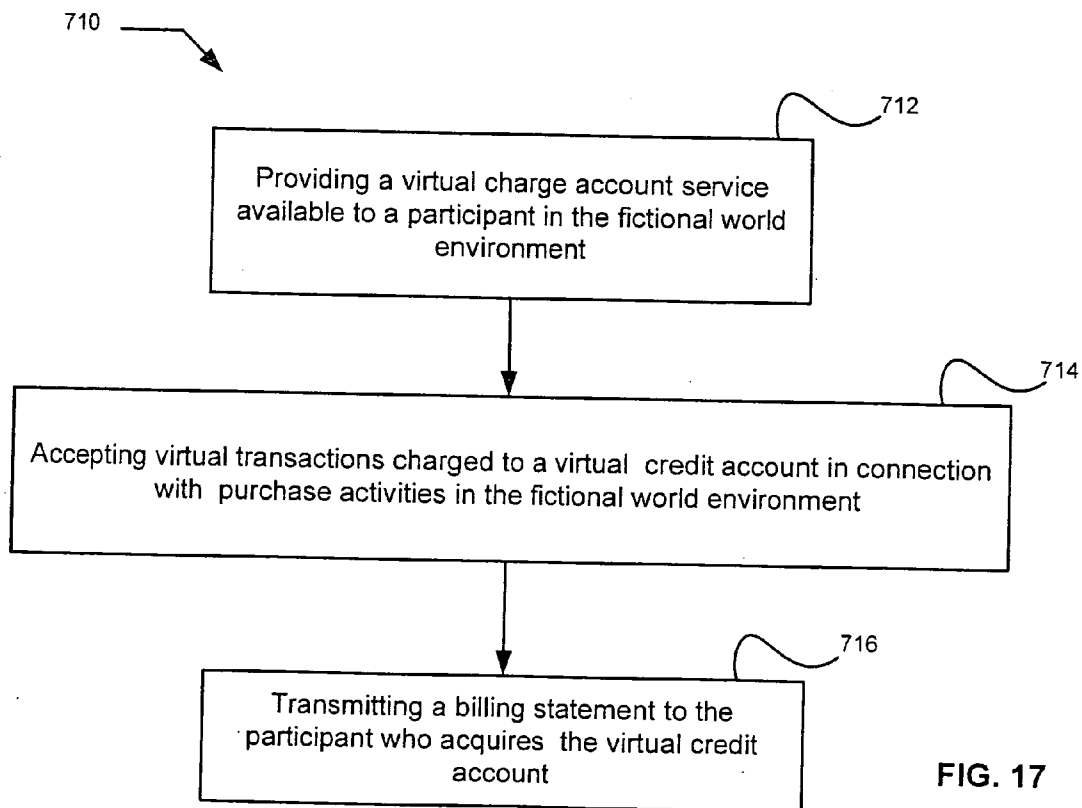 710
712
Providing a virtual charge account service
available to a participant in the fictional world
environment
714
Accepting virtual transactions charged to a virtual credit account in connection
with purchase activities in the fictional world environment
716
Transmitting a billing statement to the
participant who acquires the virtual credit
account
FIG. 17